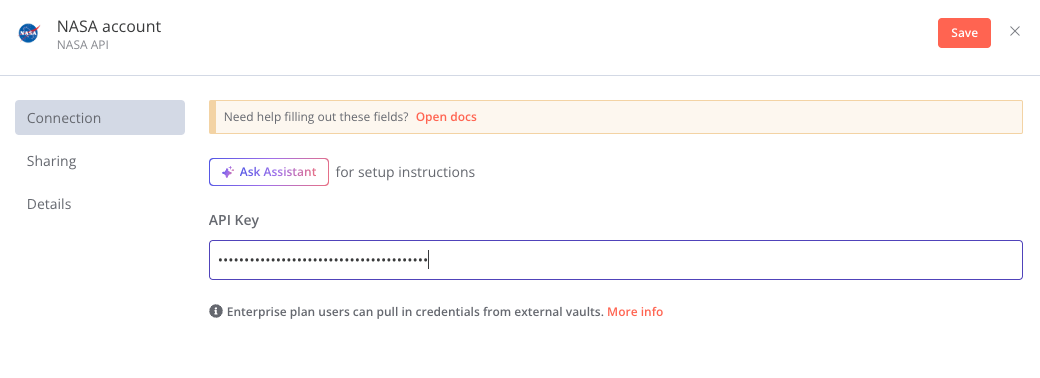 NASA
NASA account
NASA API
Save
Connection
Sharing
Details
Need help filling out these fields? Open docs
Ask Assistant for setup instructions
API Key
••••••••••••••••••••••••••••••••••••••••
Enterprise plan users can pull in credentials from external vaults. More info